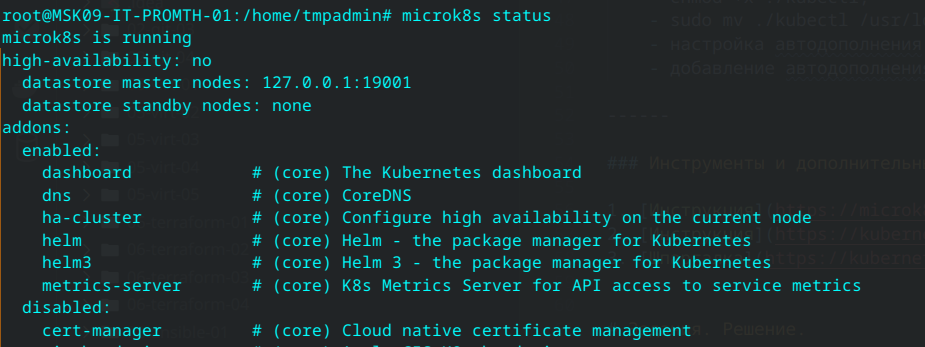 root@MSK09-IT-PROMTH-01:/home/tmpadmin# microk8s status
microk8s is running
high-availability: no
  datastore master nodes: 127.0.0.1:19001
  datastore standby nodes: none
addons:
  enabled:
    dashboard            # (core) The Kubernetes dashboard
    dns                  # (core) CoreDNS
    ha-cluster           # (core) Configure high availability on the current node
    helm                 # (core) Helm - the package manager for Kubernetes
    helm3                # (core) Helm 3 - the package manager for Kubernetes
    metrics-server       # (core) K8s Metrics Server for API access to service metrics
  disabled:
    cert-manager         # (core) Cloud native certificate management
- sudo mv ./kubectl
- настройка автодополнения
- добавление автодополнени
------
### Инструменты и дополнительн
Решение.